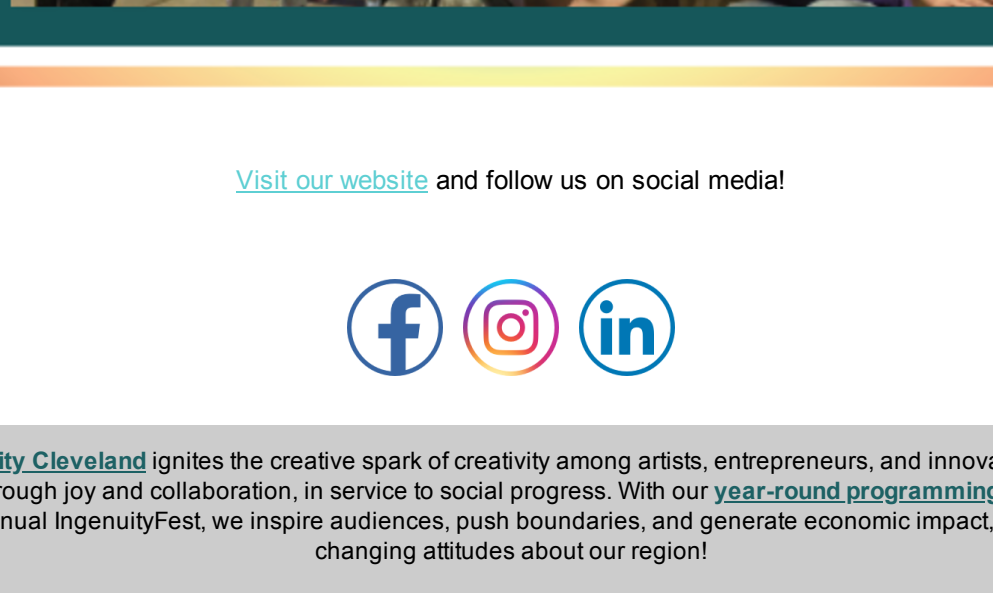 Visit our website and follow us on social media!
in
ity Cleveland ignites the creative spark of creativity among artists, entrepreneurs, and innova
rough joy and collaboration, in service to social progress. With our year-round programming
nual IngenuityFest, we inspire audiences, push boundaries, and generate economic impact,
changing attitudes about our region!